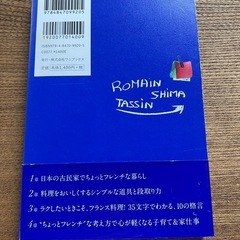 ROMAIN
SHIMA
TASSIN
1章 日本の古民家でちょっとフレンチな暮らし
2章 料理をおいしくするシンプルな道具と段取り力
3章 ラクしたいときこそ、フランス料理!35文字でわかる、10の格言
4章 “ちょっとフレンチ”な考え方で心が軽くなる子育て&家仕事